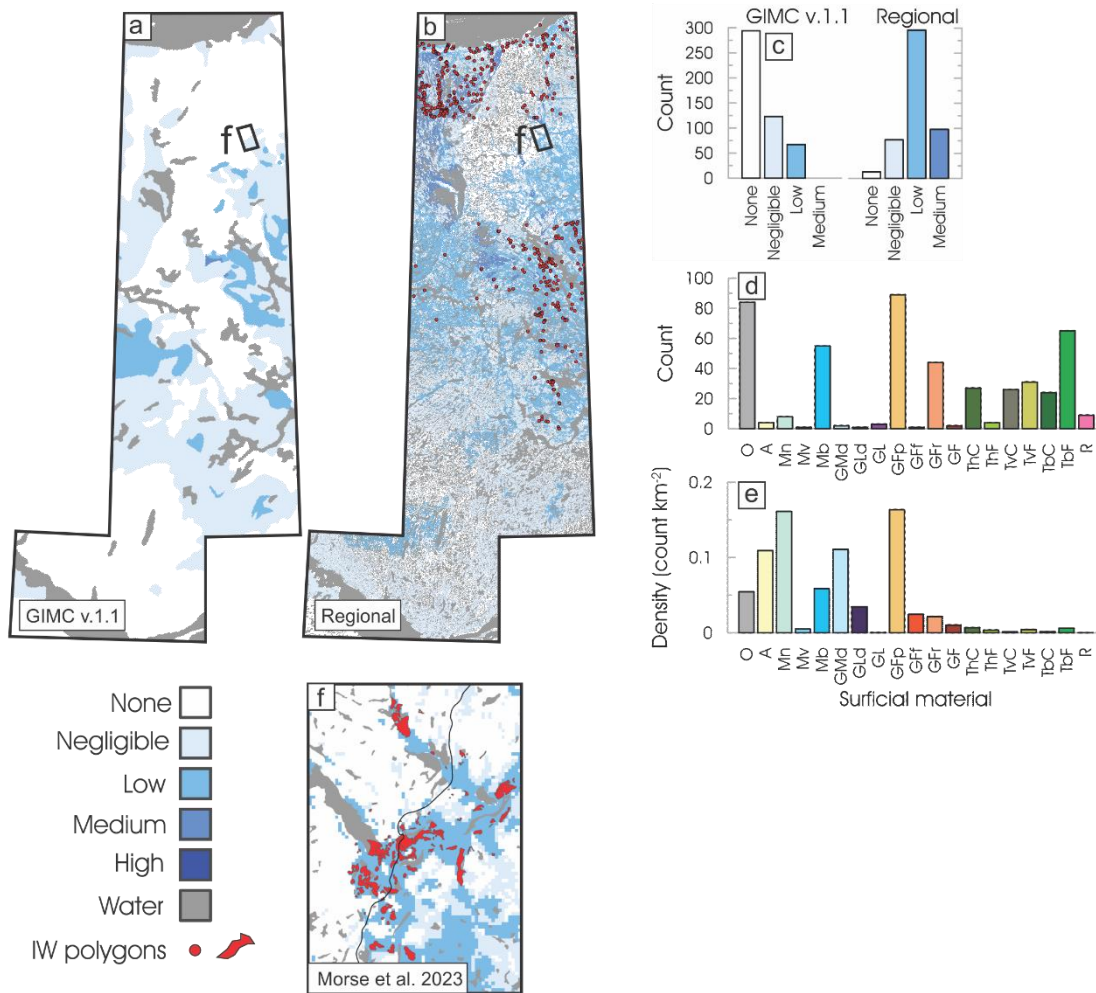 a
f
GIMC v.1.1
b
f
Regional
GIMC v.1.1
Regional
c
Count
300
250
200
150
100
50
0
None
Negligible
Low
Medium
None
Negligible
Low
Medium
d
Count
100
80
60
40
20
0
O A Mn Mv Mb GMd GLd GL GFp GFf GFr GF ThC ThF TvC TvF TbC TbF R
e
Density (count km-2)
0.2
0.1
0
O A Mn Mv Mb GMd GLd GL GFp GFf GFr GF ThC ThF TvC TvF TbC TbF R
Surficial material
None
Negligible
Low
Medium
High
Water
IW polygons
f
Morse et al. 2023